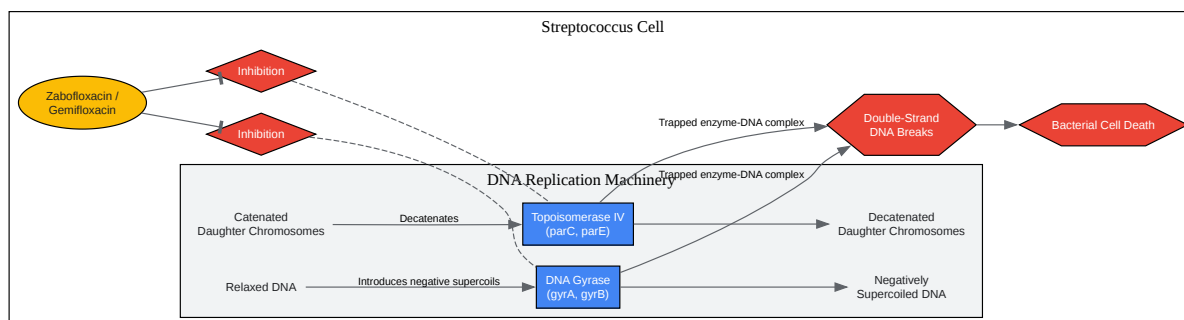 Streptococcus Cell
Inhibition
Zabofloxacin /
Gemifloxacin
Inhibition
Trapped enzyme-DNA complex
Double-Strand
DNA Breaks
Bacterial Cell Death
Trapped enzyme-DNA complex
DNA Replication Machinery
Catenated
Daughter Chromosomes
Decatenates
Topoisomerase IV
(parC, parE)
Decatenated
Daughter Chromosomes
Relaxed DNA
Introduces negative supercoils
DNA Gyrase
(gyrA, gyrB)
Negatively
Supercoiled DNA